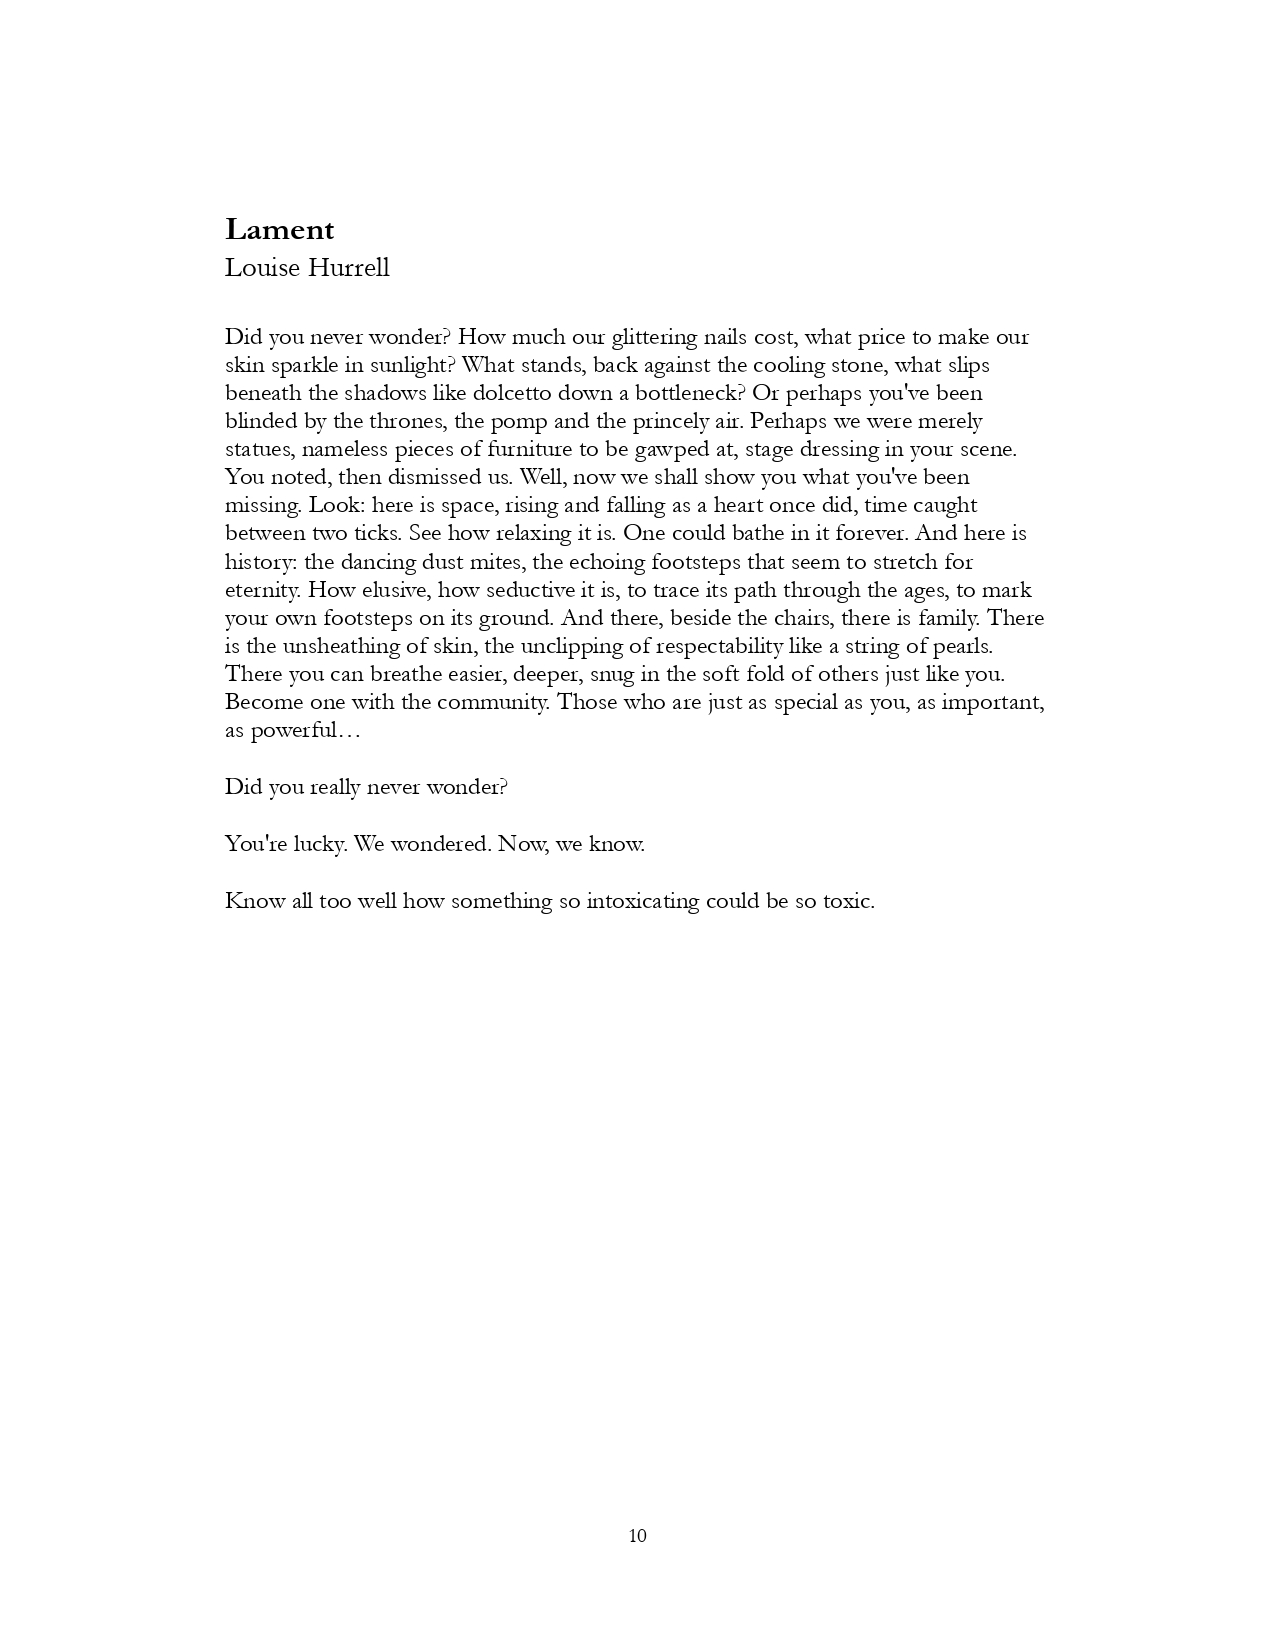 Lament
Louise Hurrell
Did you never wonder? How much our glittering nails cost, what price to make our
skin sparkle in sunlight? What stands, back against the cooling stone, what slips
beneath the shadows like dolcetto down a bottleneck? Or perhaps you've been
blinded by the thrones, the pomp and the princely air. Perhaps we were merely
statues, nameless pieces of furniture to be gawped at, stage dressing in your scene.
You noted, then dismissed us. Well, now we shall show you what you've been
missing. Look: here is space, rising and falling as a heart once did, time caught
between two ticks. See how relaxing it is. One could bathe in it forever. And here is
history: the dancing dust mites, the echoing footsteps that seem to stretch for
eternity. How elusive, how seductive it is, to trace its path through the ages, to mark
your own footsteps on its ground. And there, beside the chairs, there is family. There
is the unsheathing of skin, the unclipping of respectability like a string of pearls.
There you can breathe easier, deeper, snug in the soft fold of others just like you.
Become one with the community. Those who are just as special as you, as important,
as powerful…
Did you really never wonder?
You're lucky. We wondered. Now, we know.
Know all too well how something so intoxicating could be so toxic.
10